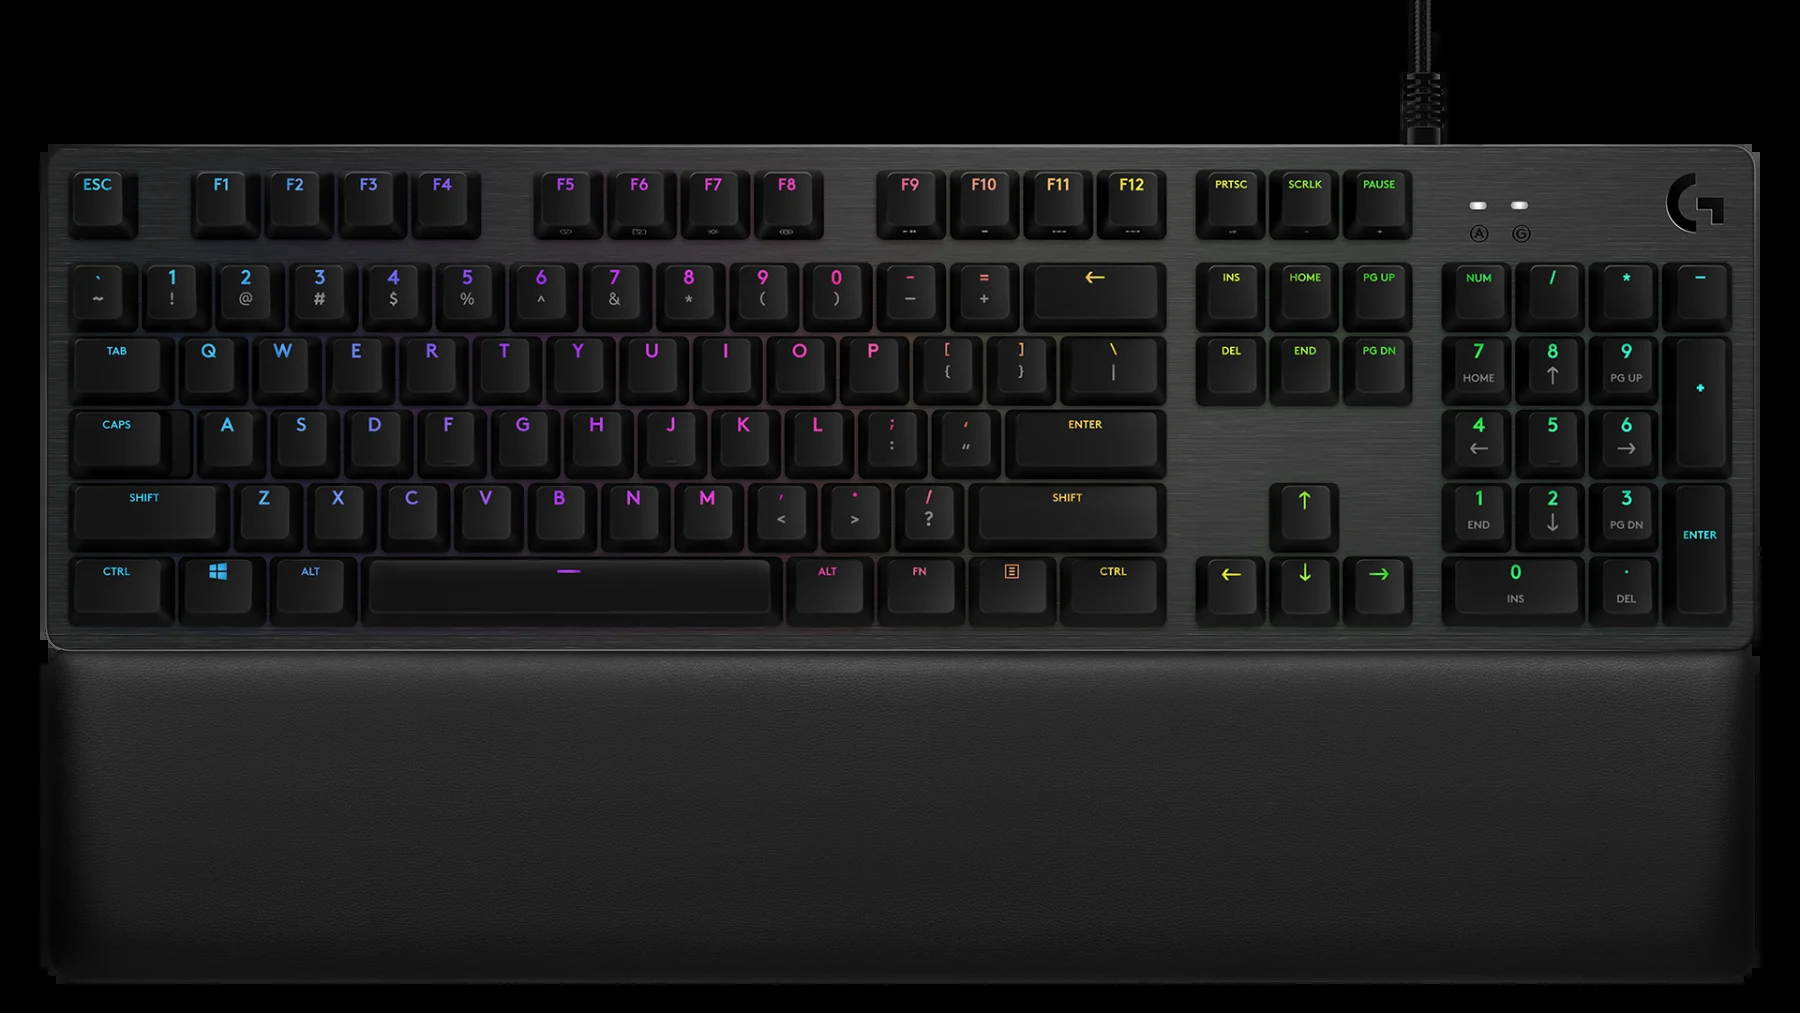 ESC F1 F2 F3 F4 F5 F6 F7 F8 F9 F10 F11 F12 PRTSC SCRLK PAUSE
A G
` 1 2 3 4 5 6 7 8 9 0 - = ← INS HOME PG UP NUM / * -
~ ! @ # $ % ^ & * ( ) – +
TAB Q W E R T Y U I O P [ ] \ DEL END PG DN 7 8 9
{ } | HOME ↑ PG UP
+
CAPS A S D F G H J K L ; ' ENTER 4 5 6
: " ← →
SHIFT Z X C V B N M , . / SHIFT ↑ 1 2 3
< > ? END ↓ PG DN
ENTER
CTRL ALT ALT FN CTRL ← ↓ → 0 .
INS DEL